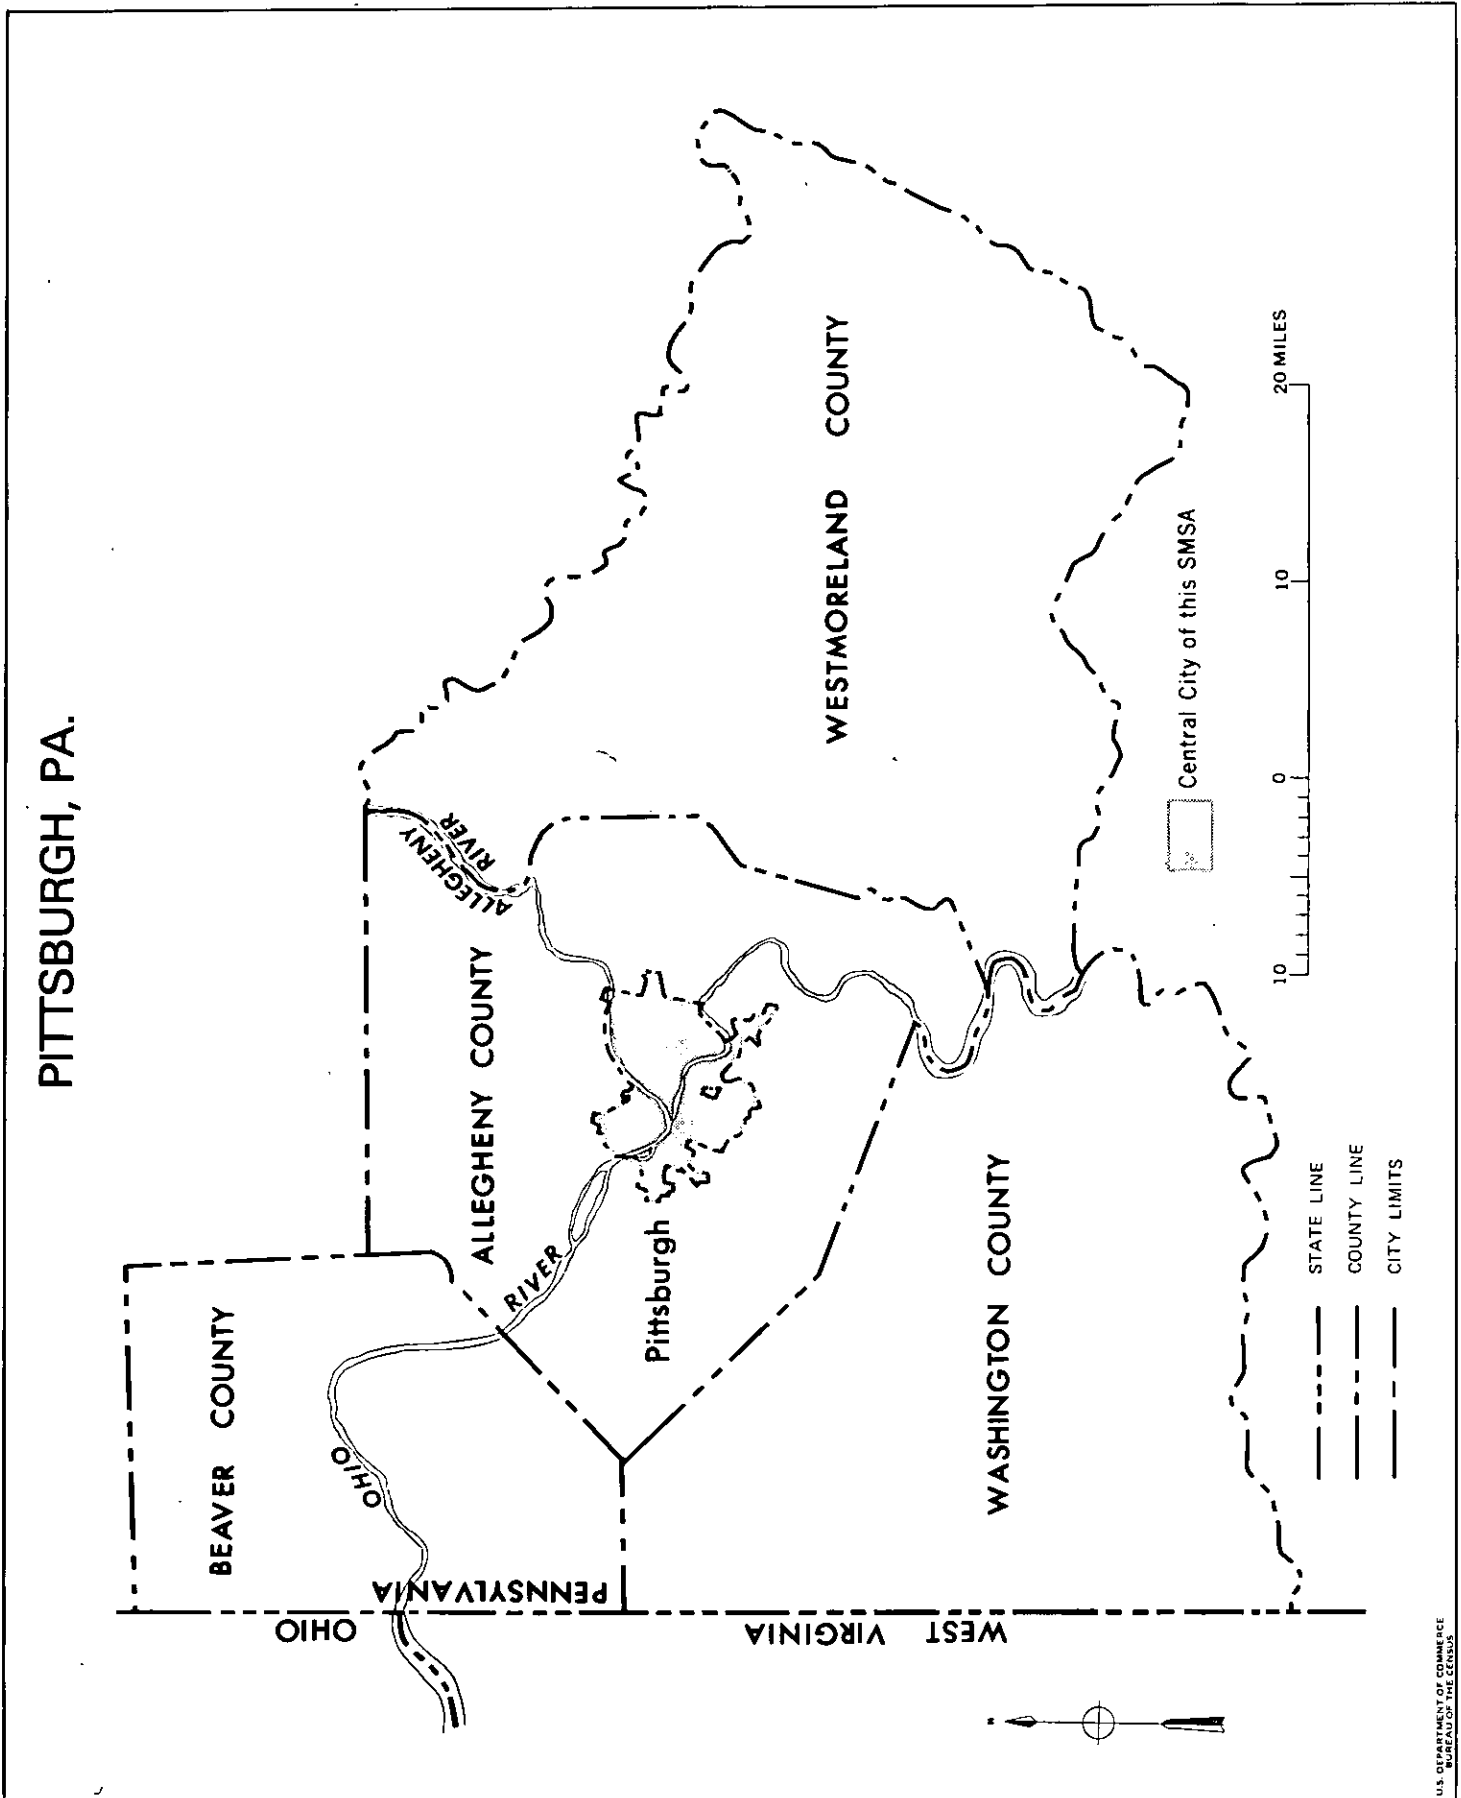 PITTSBURGH, PA.
BEAVER COUNTY
ALLEGHENY COUNTY
ALLEGHENY
RIVER
OHIO
RIVER
Pittsburgh
WESTMORELAND COUNTY
WASHINGTON COUNTY
OHIO
PENNSYLVANIA
WEST VIRGINIA
N
Central City of this SMSA
10 0 10 20 MILES
STATE LINE
COUNTY LINE
CITY LIMITS
U.S. DEPARTMENT OF COMMERCE
BUREAU OF THE CENSUS